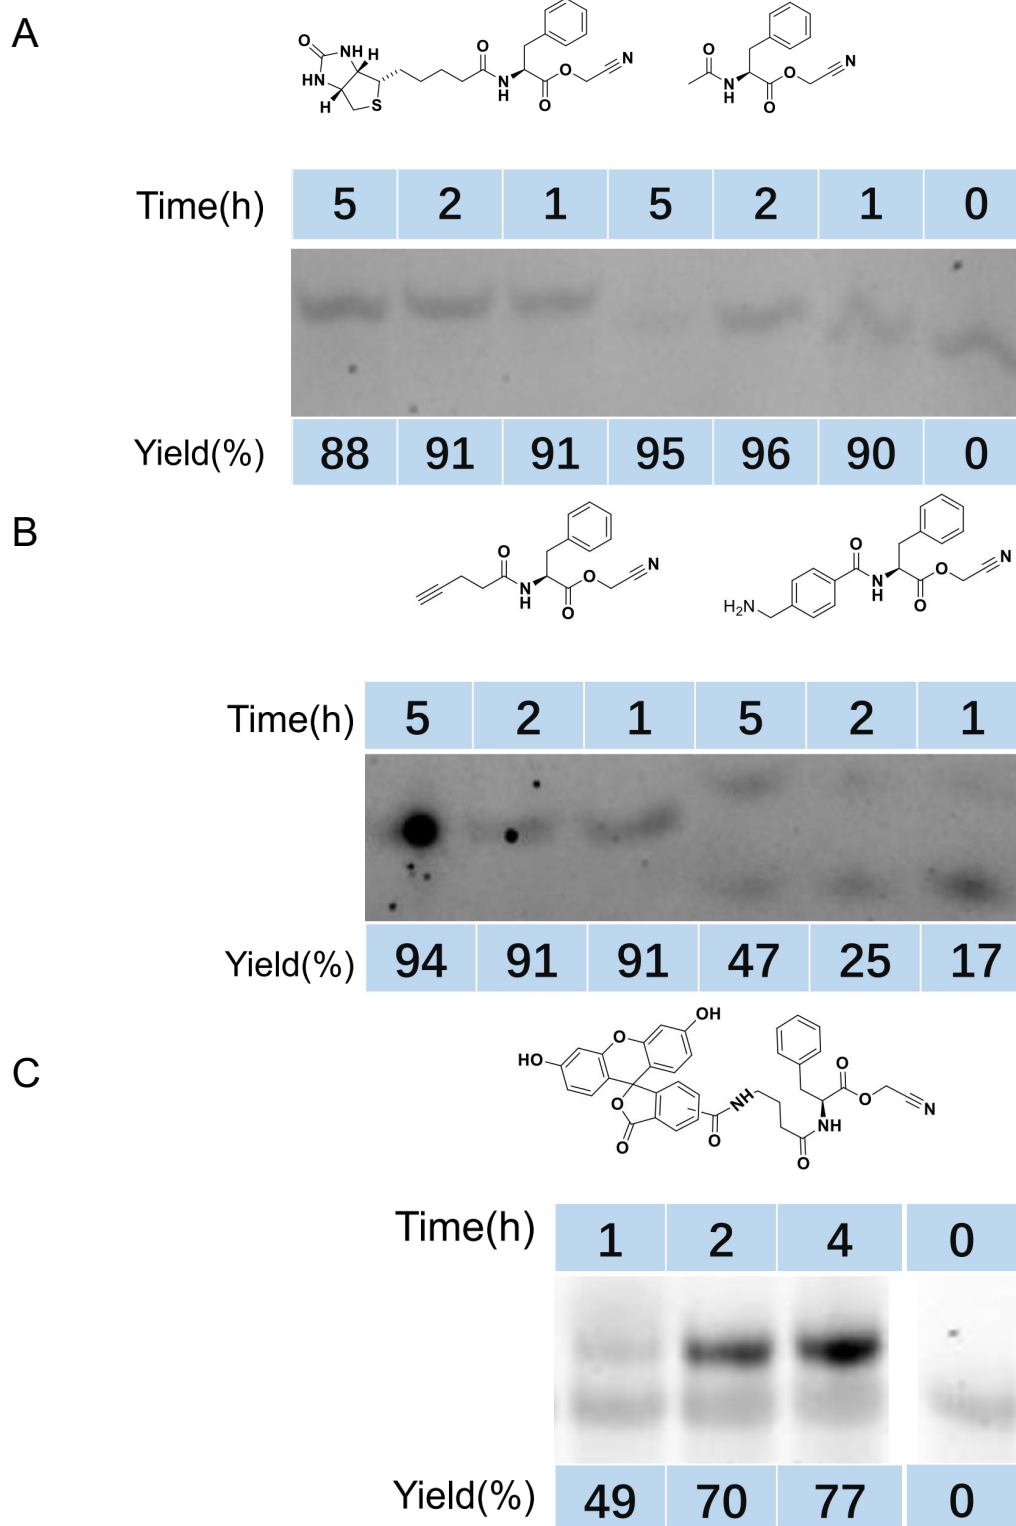 A
O
NH
H
HN
H
S
O
N
H
O
O
N
O
N
H
O
O
N
Time(h) 5 2 1 5 2 1 0
Yield(%) 88 91 91 95 96 90 0
B
O
N
H
O
O
N
H₂N
O
N
H
O
O
N
Time(h) 5 2 1 5 2 1
Yield(%) 94 91 91 47 25 17
C
OH
O
HO
O
O
O
NH
O
NH
O
O
N
Time(h) 1 2 4 0
Yield(%) 49 70 77 0